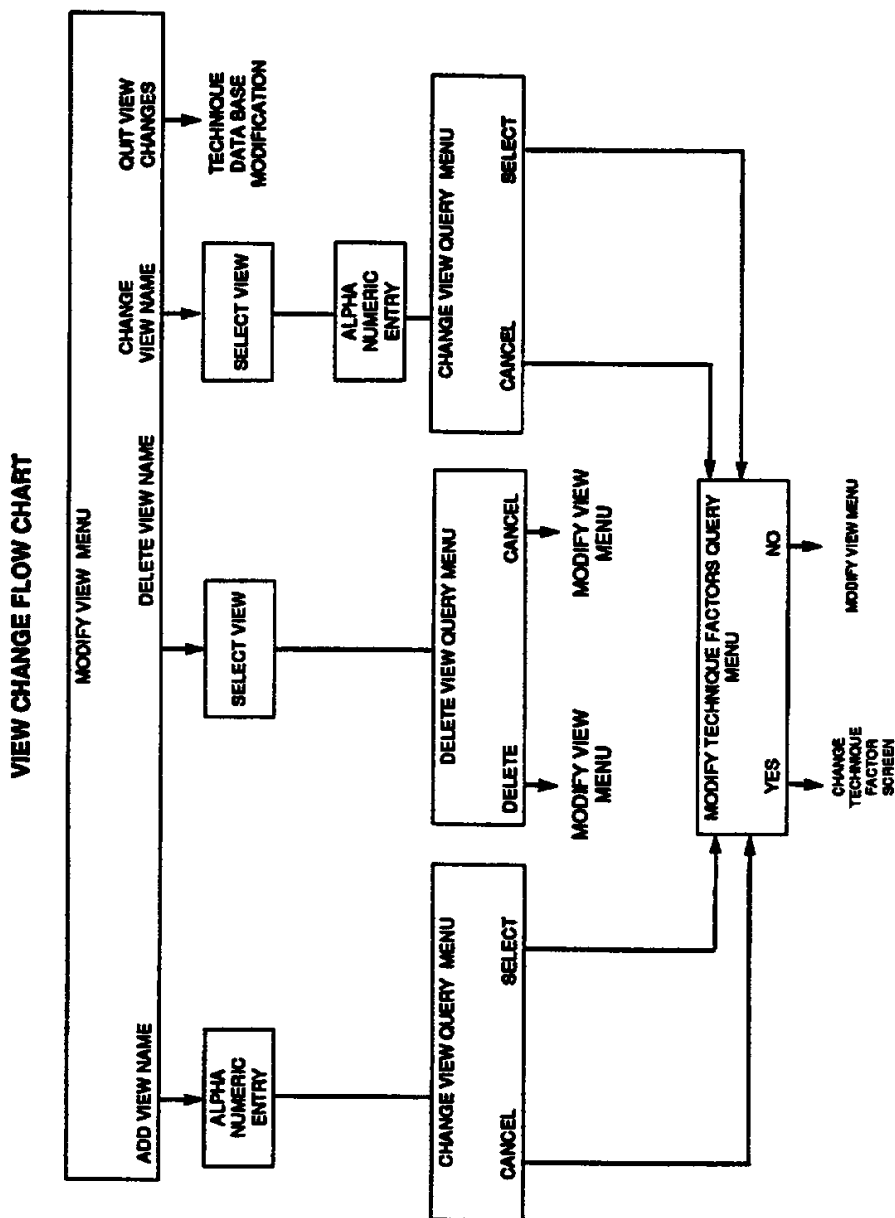 VIEW CHANGE FLOW CHART
MODIFY VIEW MENU
ADD VIEW NAME
DELETE VIEW NAME
CHANGE
VIEW NAME
QUIT VIEW
CHANGES
ALPHA
NUMERIC
ENTRY
SELECT VIEW
SELECT VIEW
TECHNIQUE
DATA BASE
MODIFICATION
ALPHA
NUMERIC
ENTRY
CHANGE VIEW QUERY MENU
CANCEL
SELECT
DELETE VIEW QUERY MENU
DELETE
CANCEL
CHANGE VIEW QUERY MENU
CANCEL
SELECT
MODIFY VIEW
MENU
MODIFY VIEW
MENU
MODIFY TECHNIQUE FACTORS QUERY
MENU
YES
NO
CHANGE
TECHNIQUE
FACTOR
SCREEN
MODIFY VIEW MENU